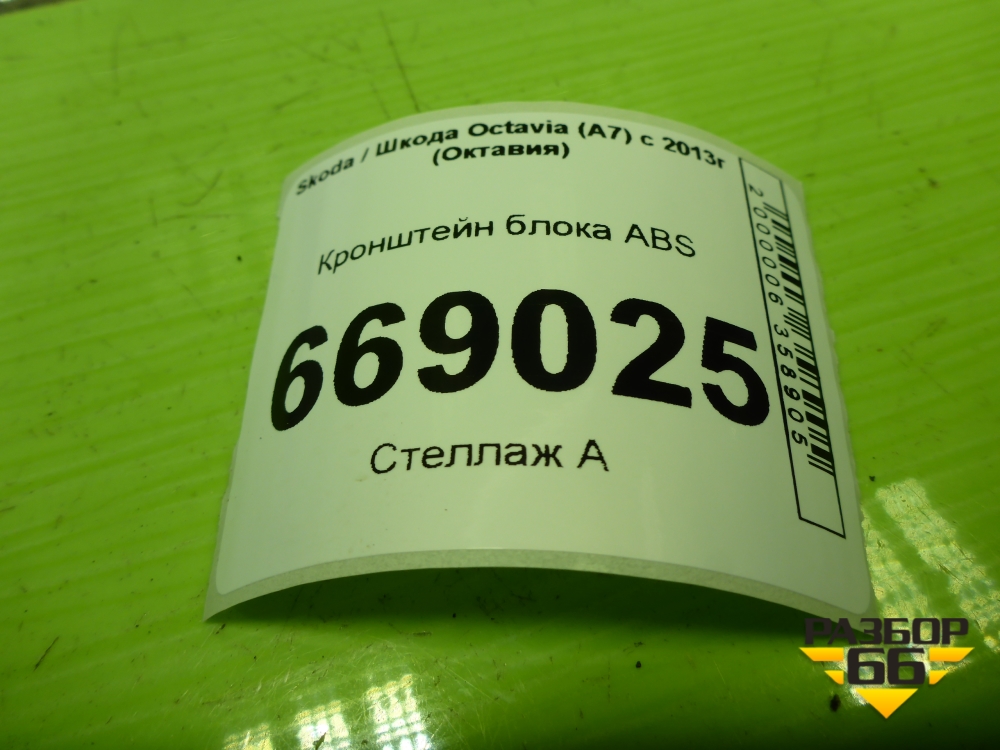 Skoda / Шкода Octavia (A7) с 2013г
(Октавия)
Кронштейн блока ABS
669025
Стеллаж А
2000006358905
РАЗБОР
66